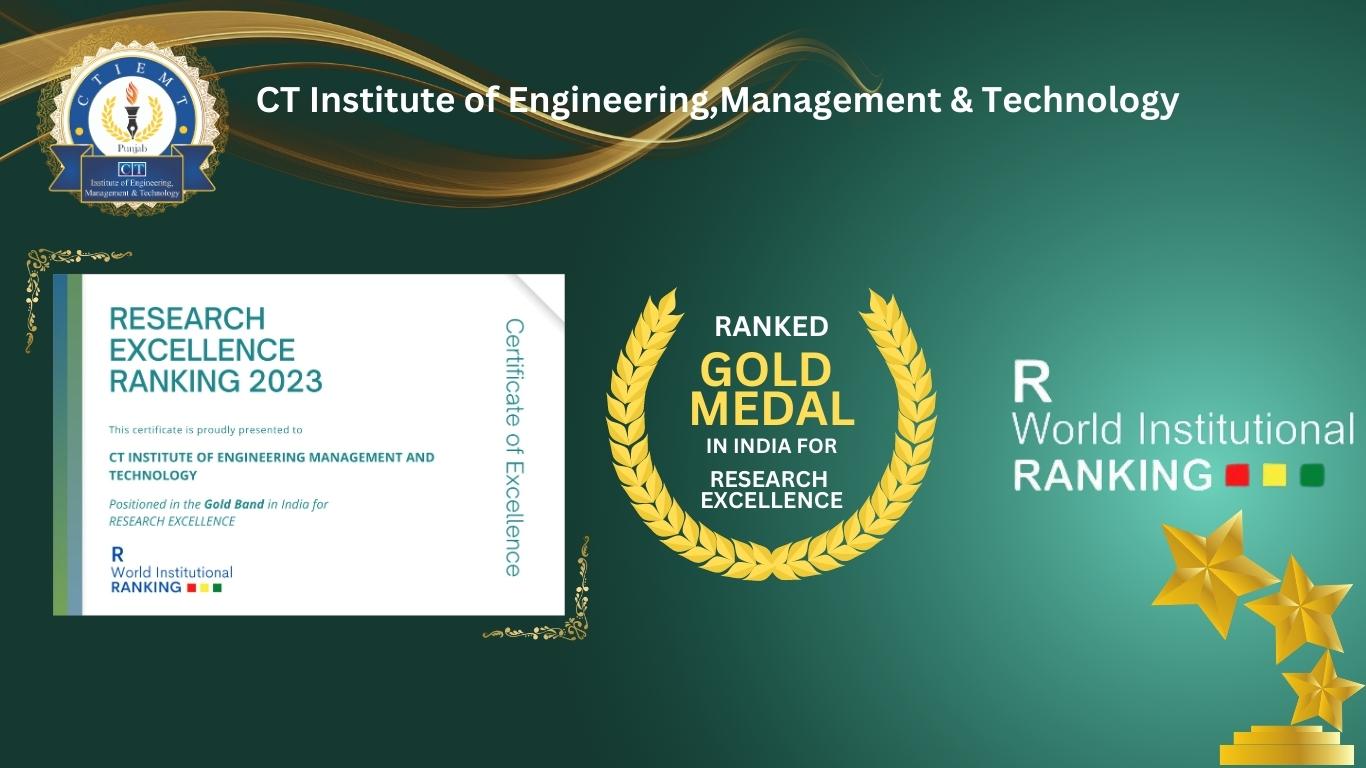 CTIEMT
Punjab
CT
Institute of Engineering,
Management & Technology
CT Institute of Engineering,Management & Technology
RESEARCH
EXCELLENCE
RANKING 2023
This certificate is proudly presented to
CT INSTITUTE OF ENGINEERING MANAGEMENT AND
TECHNOLOGY
Positioned in the Gold Band in India for
RESEARCH EXCELLENCE
R
World Institutional
RANKING
Certificate of Excellence
RANKED
GOLD
MEDAL
IN INDIA FOR
RESEARCH
EXCELLENCE
R
World Institutional
RANKING